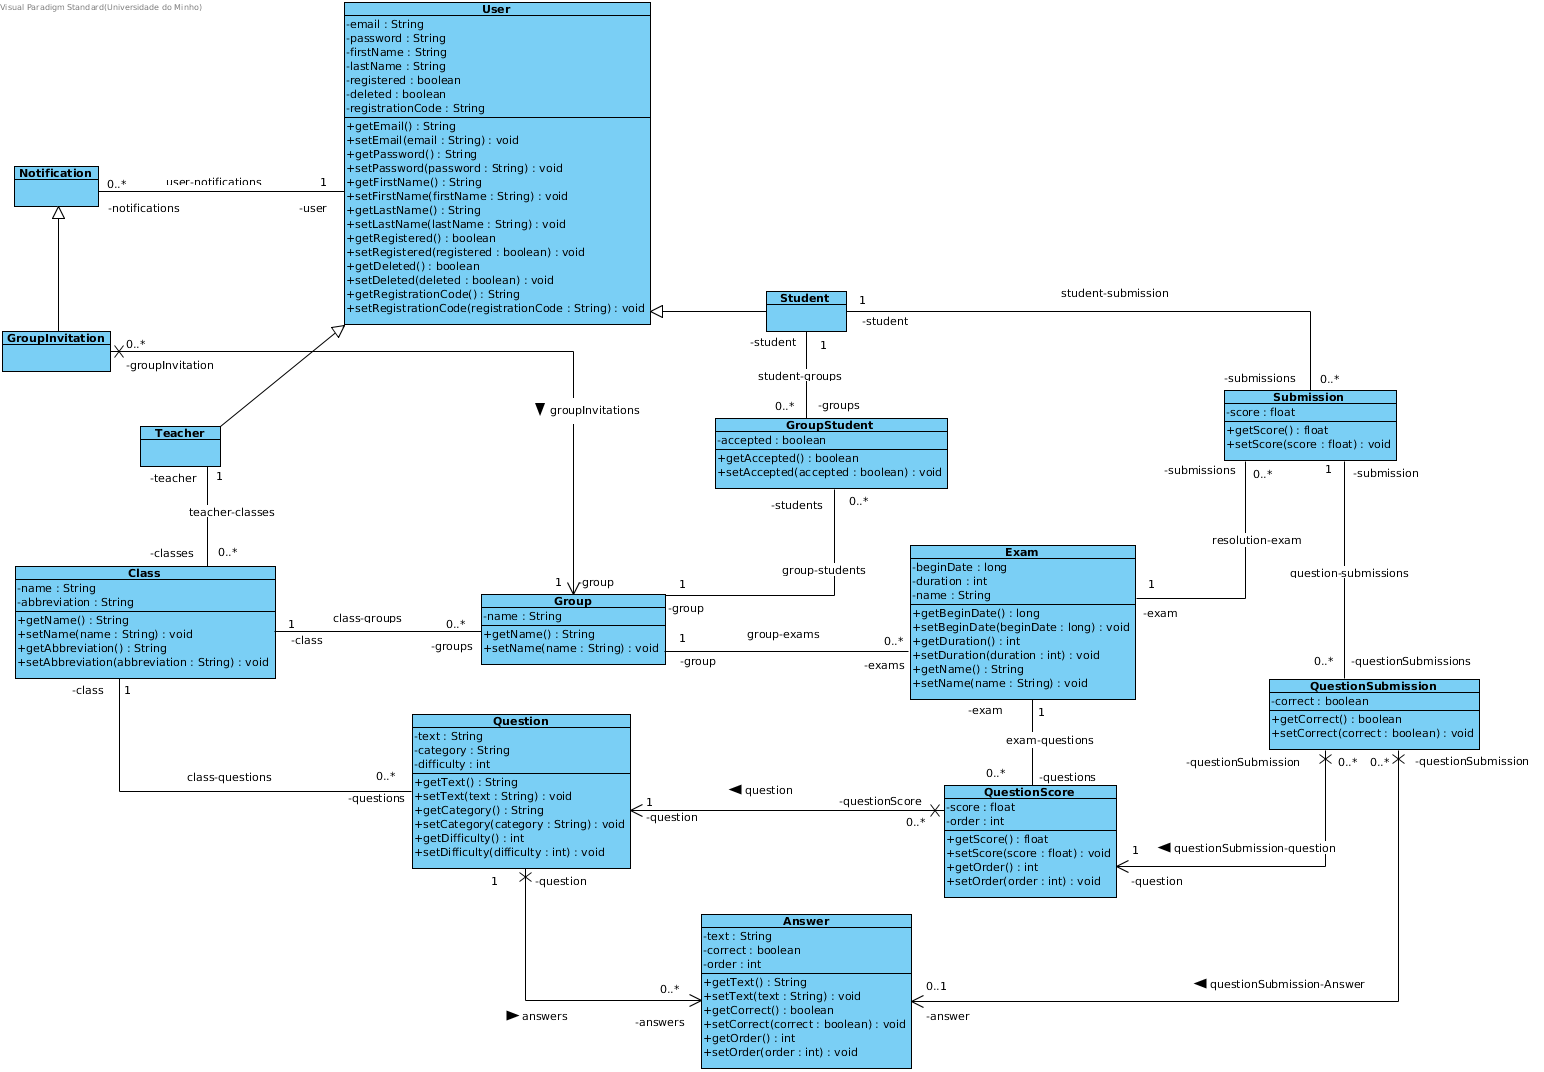 Visual Paradigm Standard(Universidade do Minho)
User
-email : String
-password : String
-firstName : String
-lastName : String
-registered : boolean
-deleted : boolean
-registrationCode : String
+getEmail() : String
+setEmail(email : String) : void
+getPassword() : String
+setPassword(password : String) : void
+getFirstName() : String
+setFirstName(firstName : String) : void
+getLastName() : String
+setLastName(lastName : String) : void
+getRegistered() : boolean
+setRegistered(registered : boolean) : void
+getDeleted() : boolean
+setDeleted(deleted : boolean) : void
+getRegistrationCode() : String
+setRegistrationCode(registrationCode : String) : void
Notification
0..*
user-notifications
1
-notifications
-user
GroupInvitation
0..*
-groupInvitation
groupInvitations
1
-group
Student
1
-student
student-submission
-submissions
0..*
-student
1
student-groups
0..*
-groups
Submission
-score : float
+getScore() : float
+setScore(score : float) : void
GroupStudent
-accepted : boolean
+getAccepted() : boolean
+setAccepted(accepted : boolean) : void
Teacher
-teacher
1
teacher-classes
-classes
0..*
-students
0..*
group-students
1
-group
-submissions
0..*
resolution-exam
1
-exam
1
-submission
question-submissions
0..*
-questionSubmissions
Class
-name : String
-abbreviation : String
+getName() : String
+setName(name : String) : void
+getAbbreviation() : String
+setAbbreviation(abbreviation : String) : void
1
class-groups
0..*
-class
-groups
Group
-name : String
+getName() : String
+setName(name : String) : void
1
group-exams
0..*
-group
-exams
Exam
-beginDate : long
-duration : int
-name : String
+getBeginDate() : long
+setBeginDate(beginDate : long) : void
+getDuration() : int
+setDuration(duration : int) : void
+getName() : String
+setName(name : String) : void
QuestionSubmission
-correct : boolean
+getCorrect() : boolean
+setCorrect(correct : boolean) : void
-class
1
class-questions
0..*
-questions
Question
-text : String
-category : String
-difficulty : int
+getText() : String
+setText(text : String) : void
+getCategory() : String
+setCategory(category : String) : void
+getDifficulty() : int
+setDifficulty(difficulty : int) : void
-exam
1
exam-questions
0..*
-questions
question
1
-question
-questionScore
0..*
QuestionScore
-score : float
-order : int
+getScore() : float
+setScore(score : float) : void
+getOrder() : int
+setOrder(order : int) : void
-questionSubmission
0..*
0..*
-questionSubmission
1
questionSubmission-question
-question
1
-question
0..*
answers
-answers
Answer
-text : String
-correct : boolean
-order : int
+getText() : String
+setText(text : String) : void
+getCorrect() : boolean
+setCorrect(correct : boolean) : void
+getOrder() : int
+setOrder(order : int) : void
0..1
questionSubmission-Answer
-answer